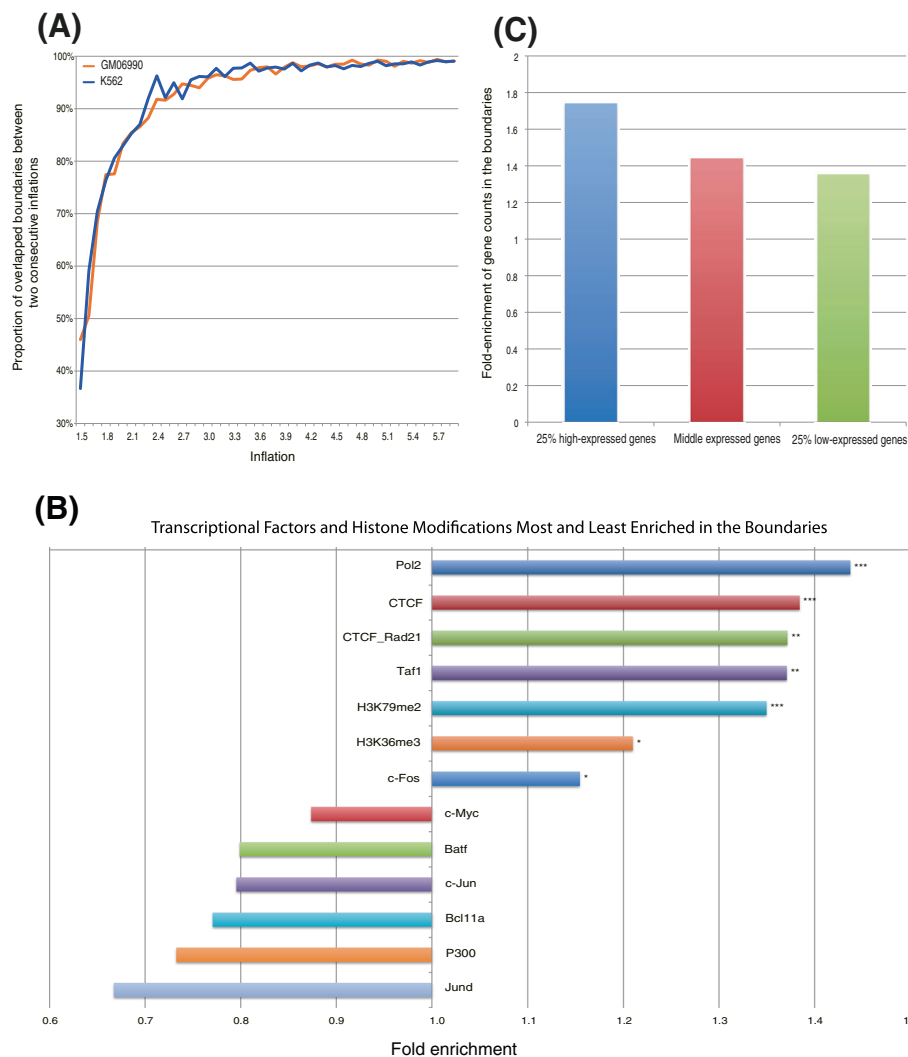 (A)
Proportion of overlapped boundaries between
two consecutive inflations
100%
90%
80%
70%
60%
50%
40%
30%
GM06990
K562
1.5 1.8 2.1 2.4 2.7 3.0 3.3 3.6 3.9 4.2 4.5 4.8 5.1 5.4 5.7
Inflation
(C)
Fold-enrichment of gene counts in the boundaries
2
1.8
1.6
1.4
1.2
1
0.8
0.6
0.4
0.2
0
25% high-expressed genes Middle expressed genes 25% low-expressed genes
(B)
Transcriptional Factors and Histone Modifications Most and Least Enriched in the Boundaries
Pol2 ***
CTCF ***
CTCF_Rad21 **
Taf1 **
H3K79me2 ***
H3K36me3 *
c-Fos *
c-Myc
Batf
c-Jun
Bcl11a
P300
Jund
0.6 0.7 0.8 0.9 1.0 1.1 1.2 1.3 1.4
Fold enrichment